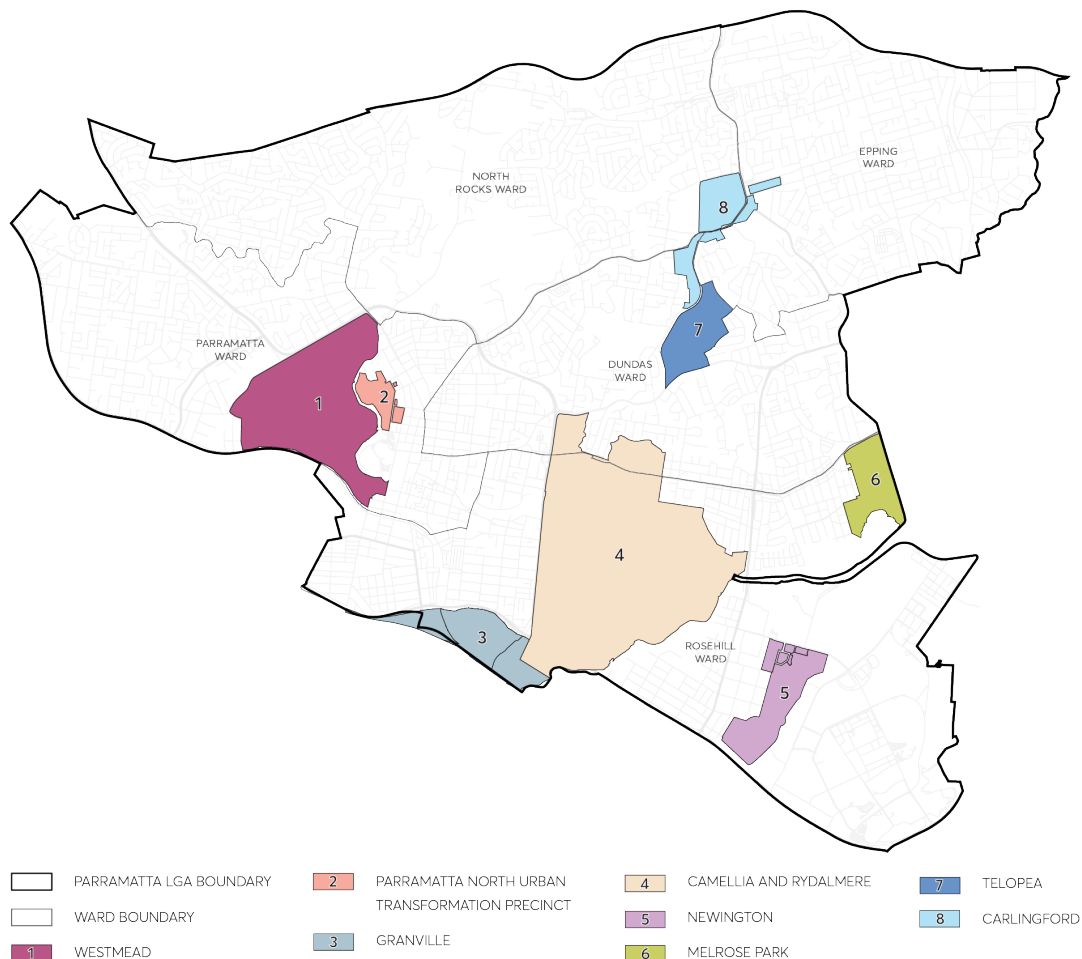 EPPING
WARD
NORTH
ROCKS WARD
8
PARRAMATTA
WARD
7
DUNDAS
WARD
1
2
6
4
3
ROSEHILL
WARD
5
PARRAMATTA LGA BOUNDARY
WARD BOUNDARY
1 WESTMEAD
2 PARRAMATTA NORTH URBAN
TRANSFORMATION PRECINCT
3 GRANVILLE
4 CAMELLIA AND RYDALMERE
5 NEWINGTON
6 MELROSE PARK
7 TELOPEA
8 CARLINGFORD